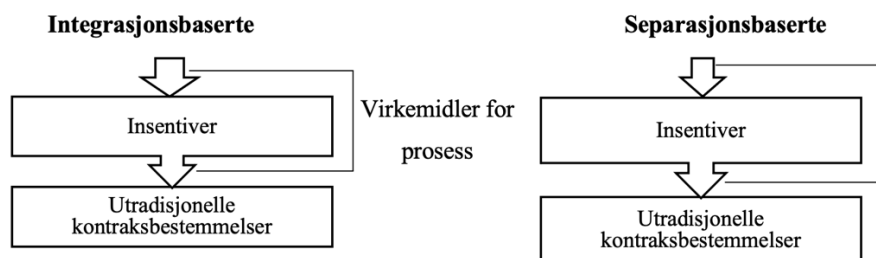 Integrasjonsbaserte
Separasjonsbaserte
Insentiver
Virkemidler for
prosess
Insentiver
Utradisjonelle
kontraksbestemmelser
Utradisjonelle
kontraksbestemmelser